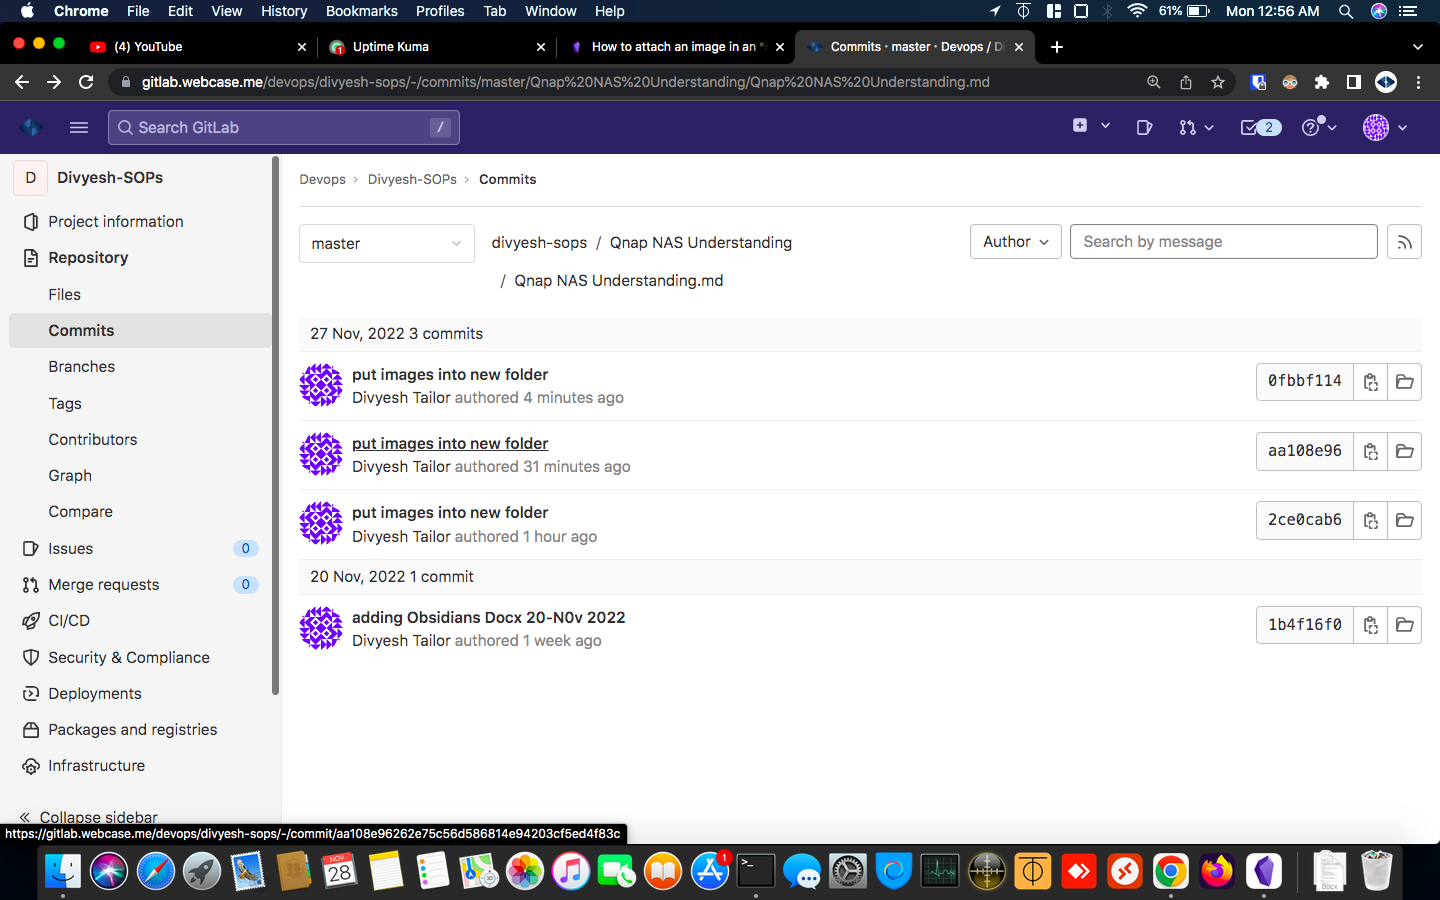 Chrome File Edit View History Bookmarks Profiles Tab Window Help 61% Mon 12:56 AM
(4) YouTube Uptime Kuma How to attach an image in an Commits · master · Devops /
gitlab.webcase.me/devops/divyesh-sops/-/commits/master/Qnap%20NAS%20Understanding/Qnap%20NAS%20Understanding.md
Search GitLab / 2
D Divyesh-SOPs
Project information
Repository
Files
Commits
Branches
Tags
Contributors
Graph
Compare
Issues 0
Merge requests 0
CI/CD
Security & Compliance
Deployments
Packages and registries
Infrastructure
Collapse sidebar
Devops > Divyesh-SOPs > Commits
master divyesh-sops / Qnap NAS Understanding
/ Qnap NAS Understanding.md
Author Search by message
27 Nov, 2022 3 commits
put images into new folder
Divyesh Tailor authored 4 minutes ago
0fbbf114
put images into new folder
Divyesh Tailor authored 31 minutes ago
aa108e96
put images into new folder
Divyesh Tailor authored 1 hour ago
2ce0cab6
20 Nov, 2022 1 commit
adding Obsidians Docx 20-N0v 2022
Divyesh Tailor authored 1 week ago
1b4f16f0
https://gitlab.webcase.me/devops/divyesh-sops/-/commit/aa108e96262e75c56d586814e94203cf5ed4f83c
NOV
28
1
DOCX